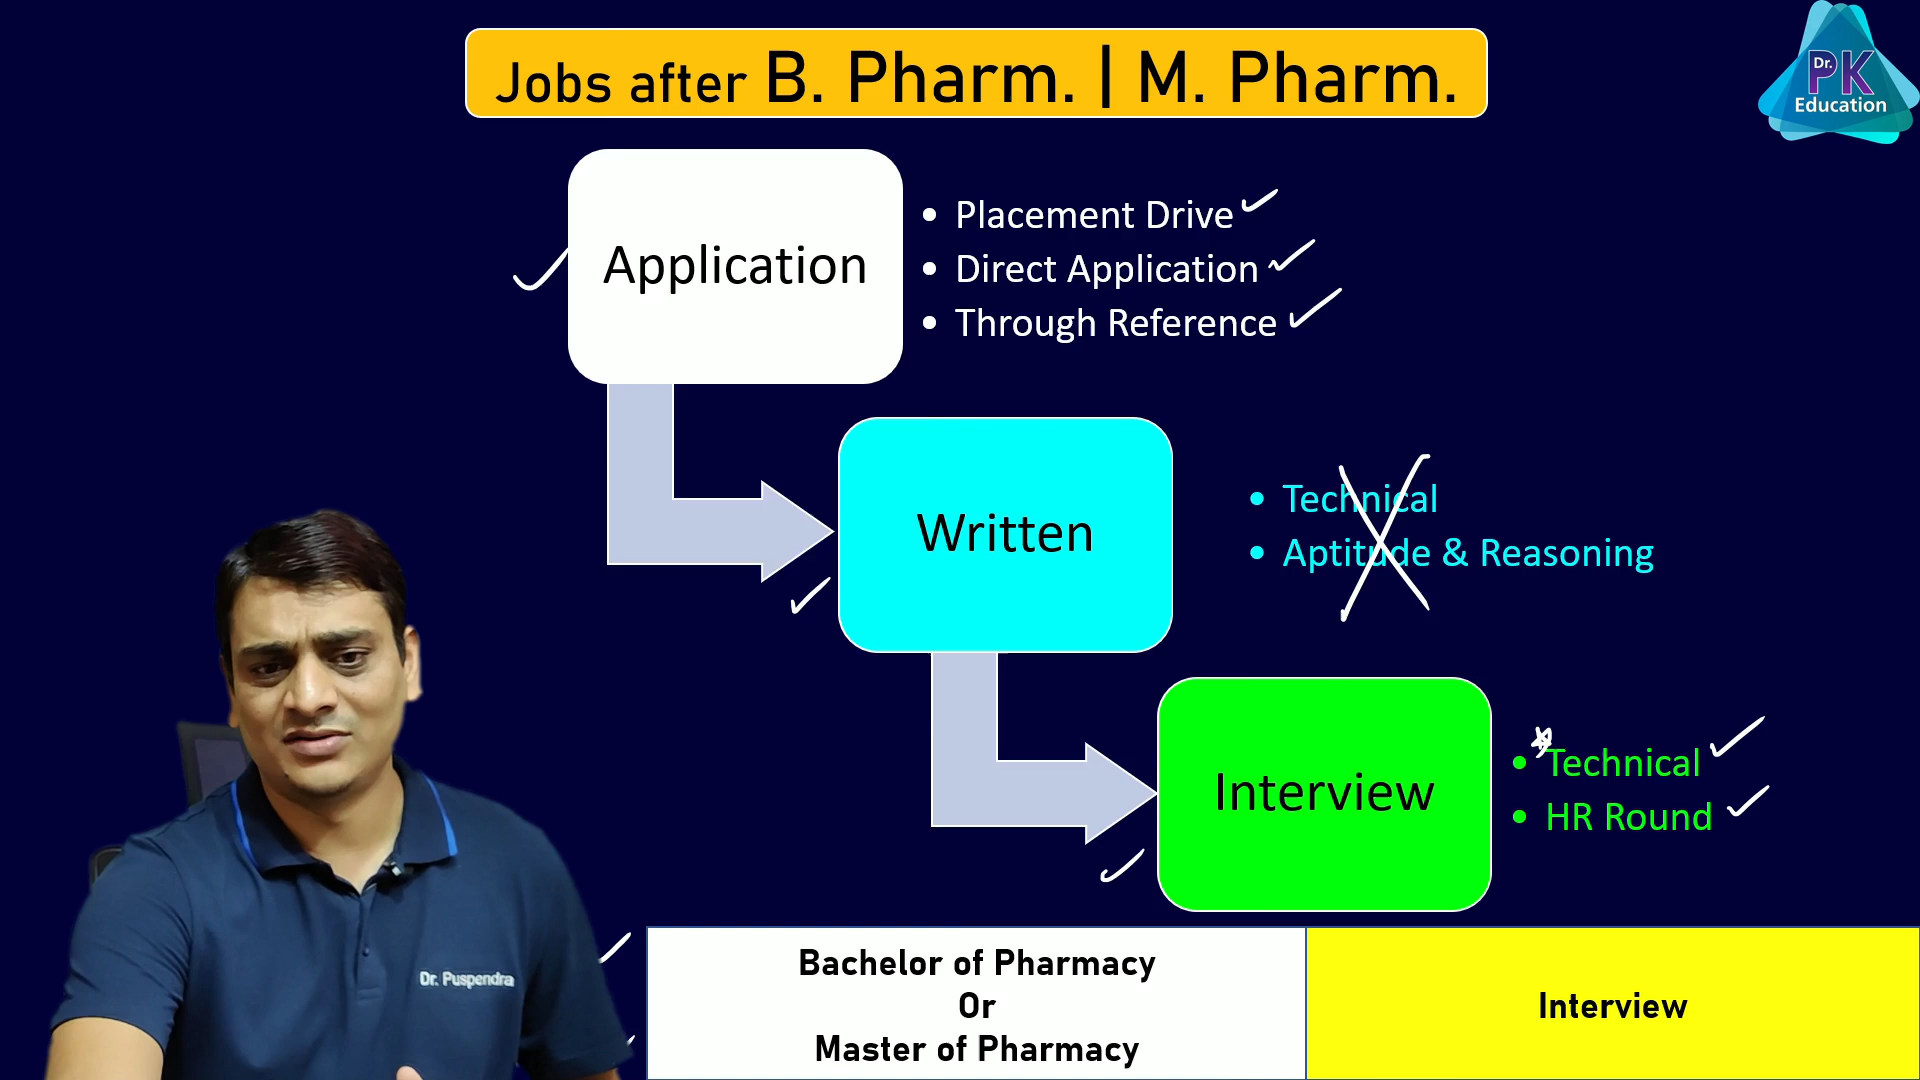 Jobs after B. Pharm. | M. Pharm.
Dr. PK
Education
Application
• Placement Drive
• Direct Application
• Through Reference
Written
• Technical
• Aptitude & Reasoning
Interview
• Technical
• HR Round
Dr. Puspendra
Bachelor of Pharmacy
Or
Master of Pharmacy
Interview